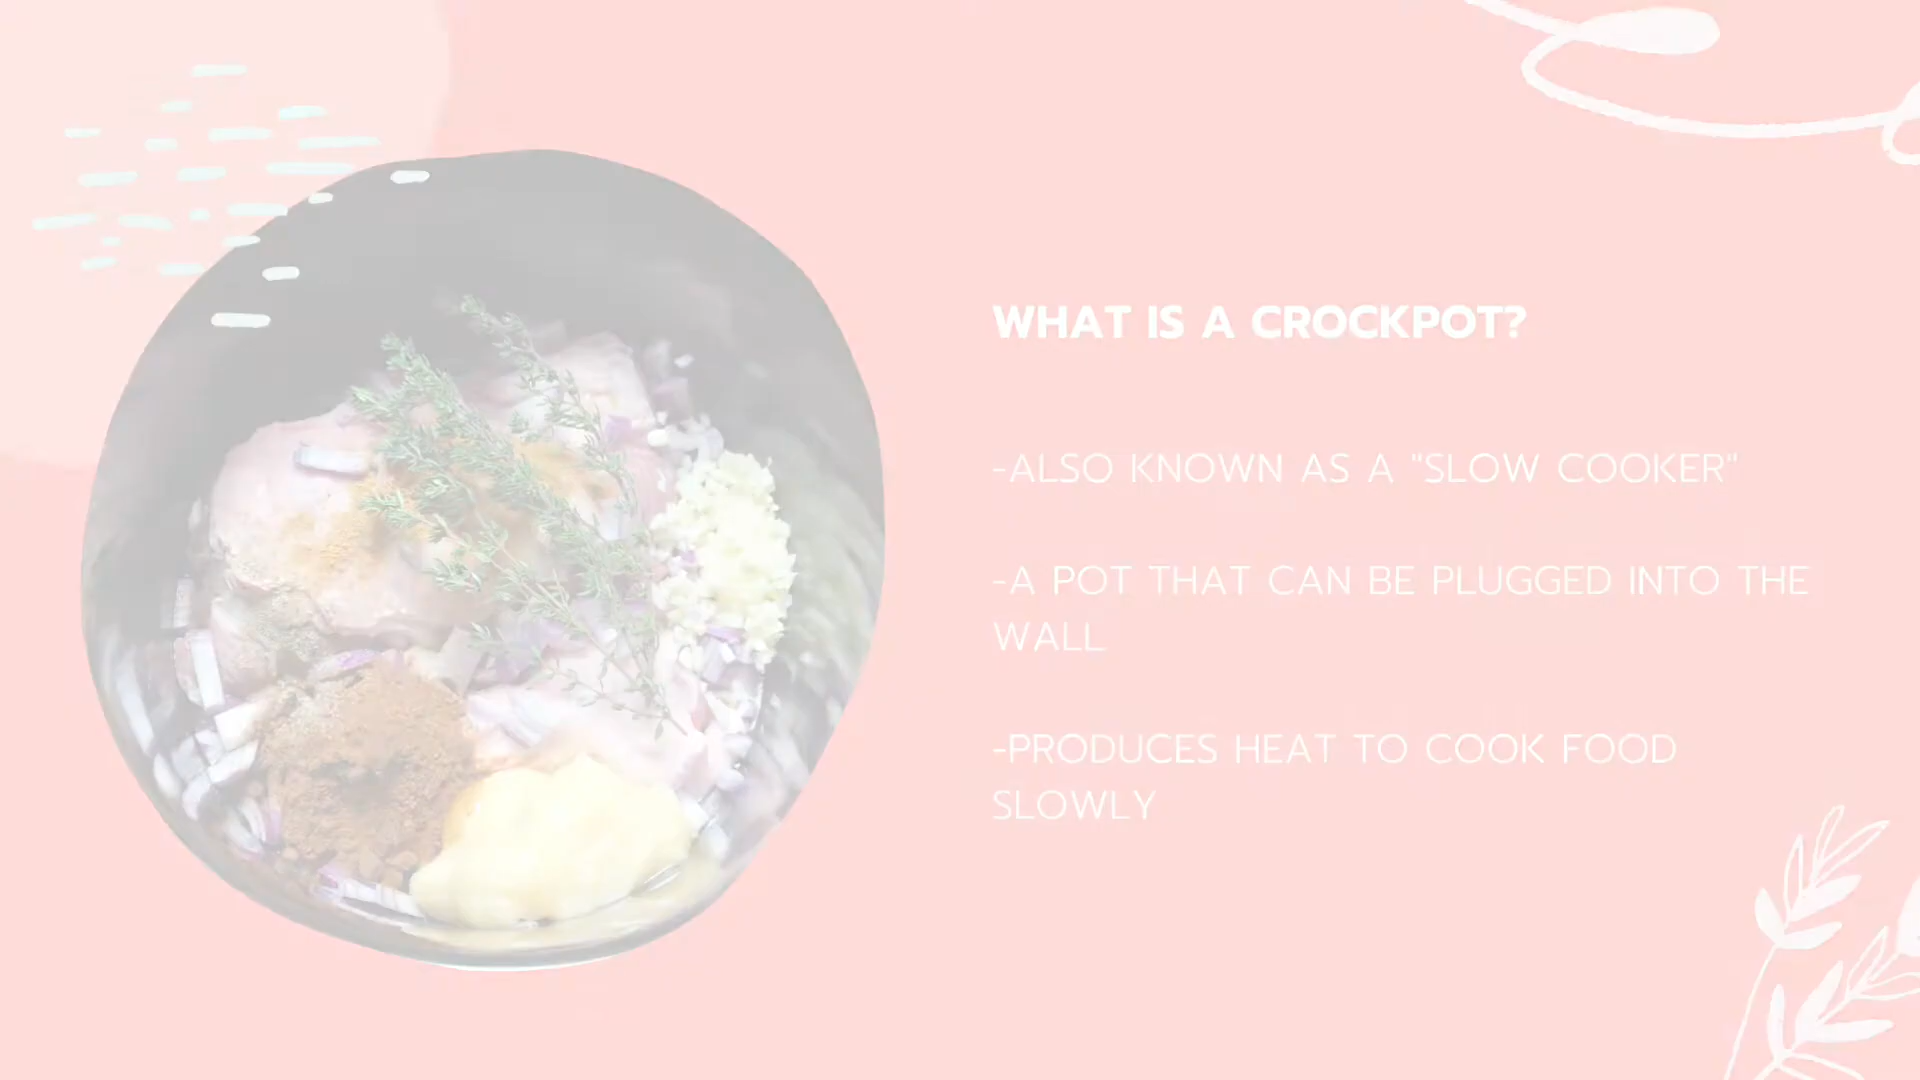 WHAT IS A CROCKPOT?
-ALSO KNOWN AS A "SLOW COOKER"
-A POT THAT CAN BE PLUGGED INTO THE
WALL
-PRODUCES HEAT TO COOK FOOD
SLOWLY